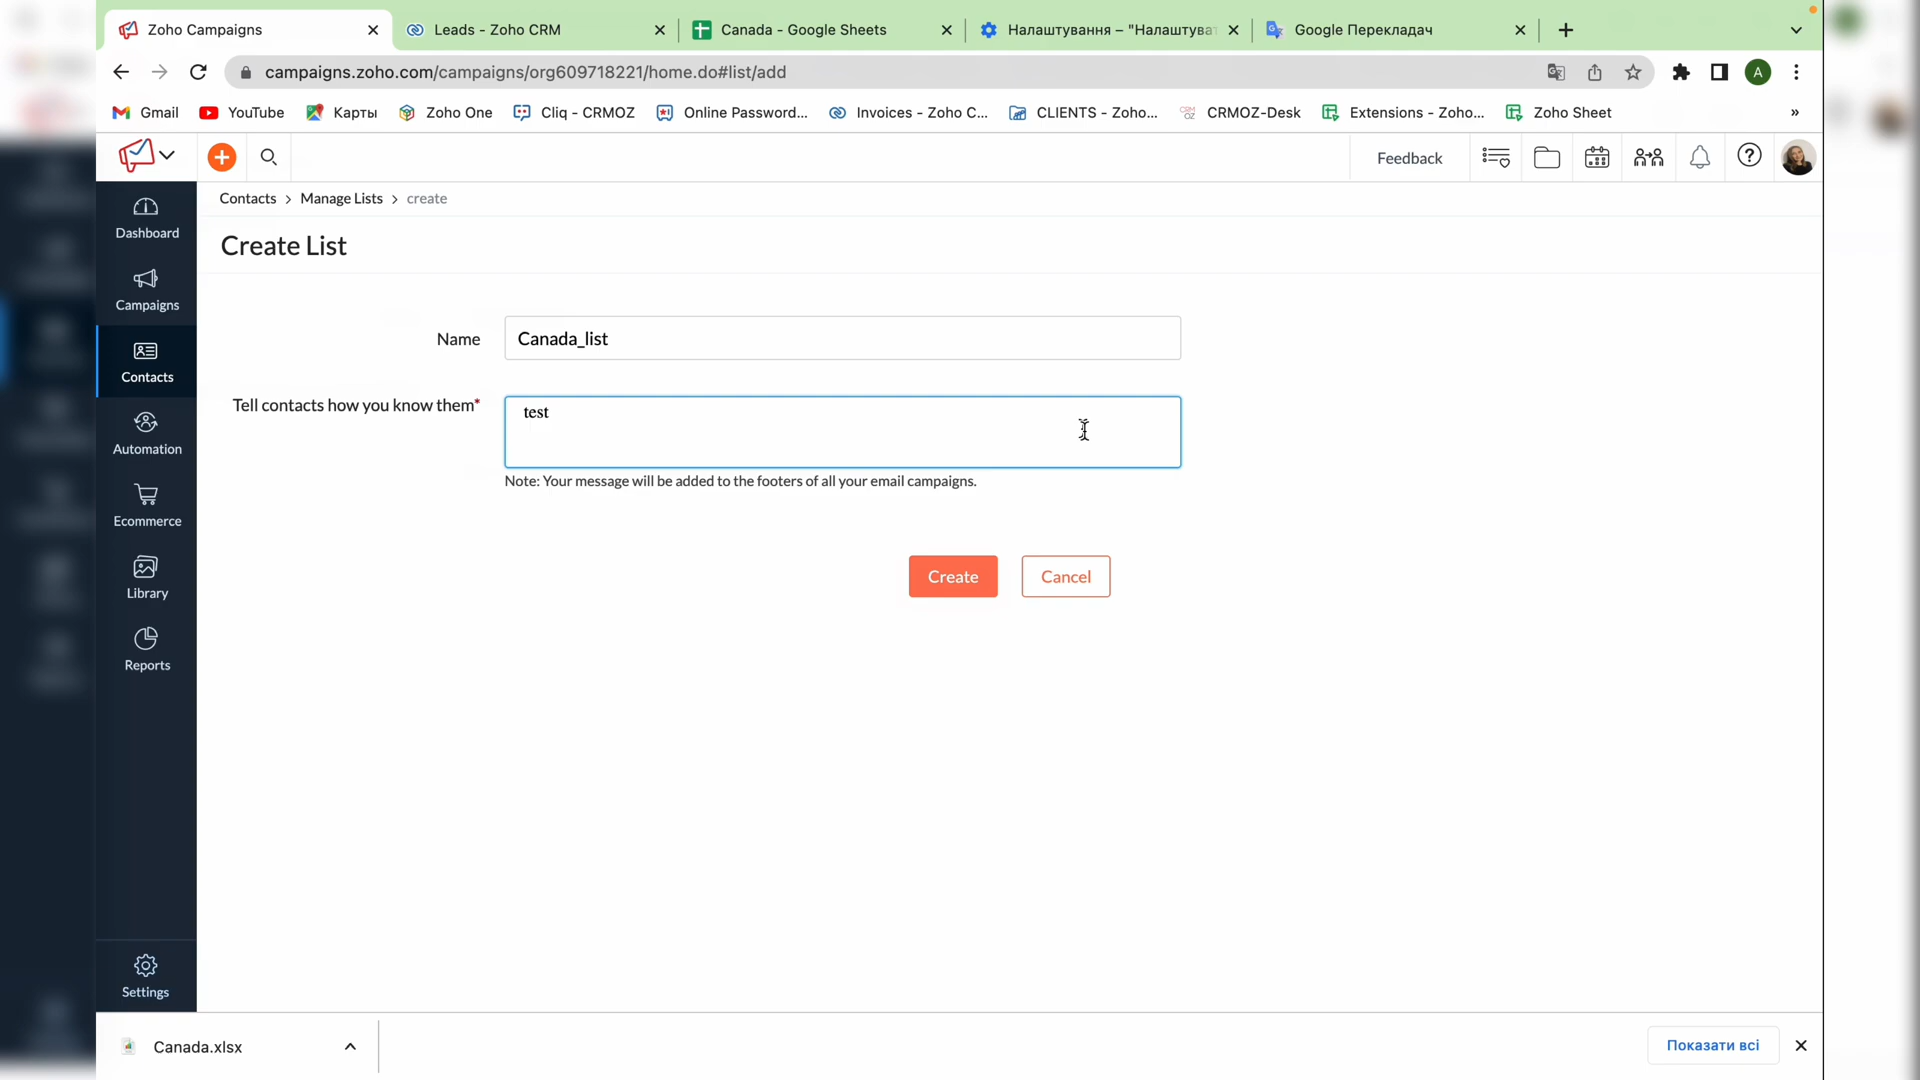 Zoho Campaigns
Leads - Zoho CRM
Canada - Google Sheets
Налаштування – "Налаштува
Google Перекладач
campaigns.zoho.com/campaigns/org609718221/home.do#list/add
A
Gmail
YouTube
Карты
Zoho One
Cliq - CRMOZ
Online Password...
Invoices - Zoho C...
CLIENTS - Zoho...
CRMOZ-Desk
Extensions - Zoho...
Zoho Sheet
»
Feedback
Contacts > Manage Lists > create
Create List
Dashboard
Campaigns
Contacts
Automation
Ecommerce
Library
Reports
Settings
Name
Canada_list
Tell contacts how you know them*
test
Note: Your message will be added to the footers of all your email campaigns.
Create
Cancel
Canada.xlsx
Показати всі